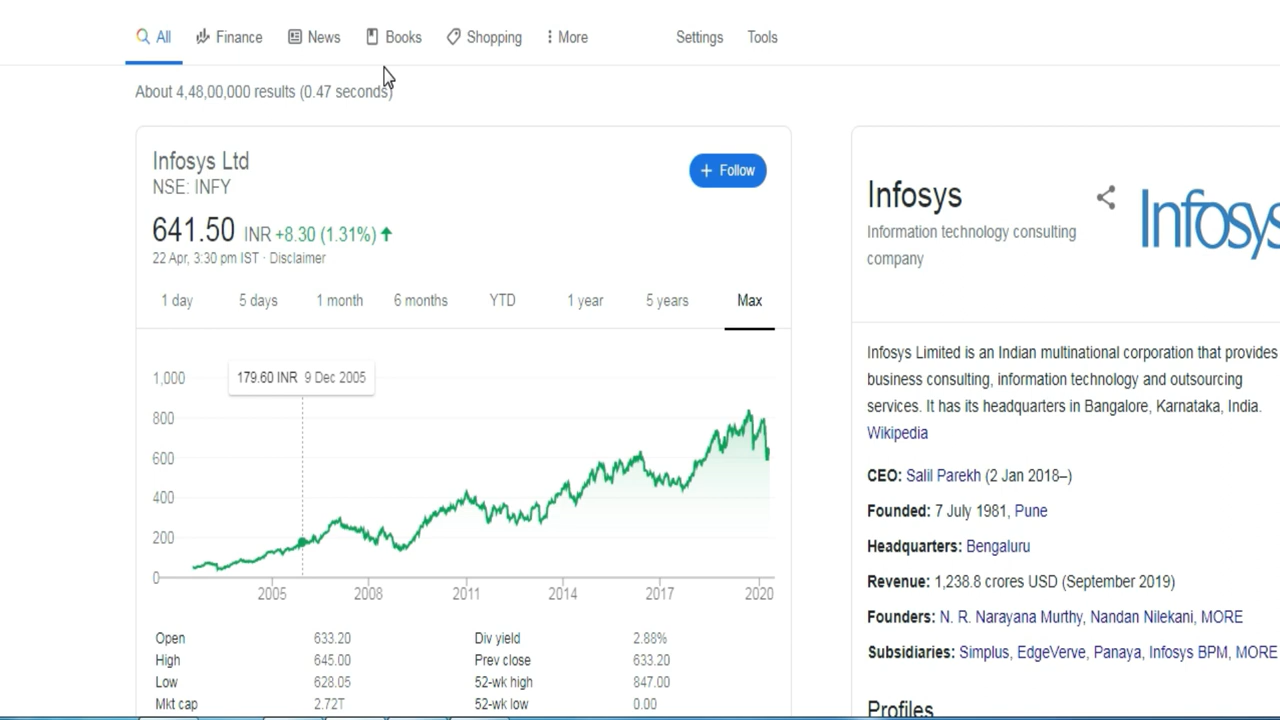 All Finance News Books Shopping More Settings Tools
About 4,48,00,000 results (0.47 seconds)
Infosys Ltd
NSE: INFY
Follow
641.50 INR +8.30 (1.31%)
22 Apr, 3:30 pm IST · Disclaimer
1 day 5 days 1 month 6 months YTD 1 year 5 years Max
179.60 INR 9 Dec 2005
1,000
800
600
400
200
0
2005 2008 2011 2014 2017 2020
Open 633.20 Div yield 2.88%
High 645.00 Prev close 633.20
Low 628.05 52-wk high 847.00
Mkt cap 2.72T 52-wk low 0.00
Infosys
Infosys
Information technology consulting
company
Infosys Limited is an Indian multinational corporation that provides
business consulting, information technology and outsourcing
services. It has its headquarters in Bangalore, Karnataka, India.
Wikipedia
CEO: Salil Parekh (2 Jan 2018–)
Founded: 7 July 1981, Pune
Headquarters: Bengaluru
Revenue: 1,238.8 crores USD (September 2019)
Founders: N. R. Narayana Murthy, Nandan Nilekani, MORE
Subsidiaries: Simplus, EdgeVerve, Panaya, Infosys BPM, MORE
Profiles